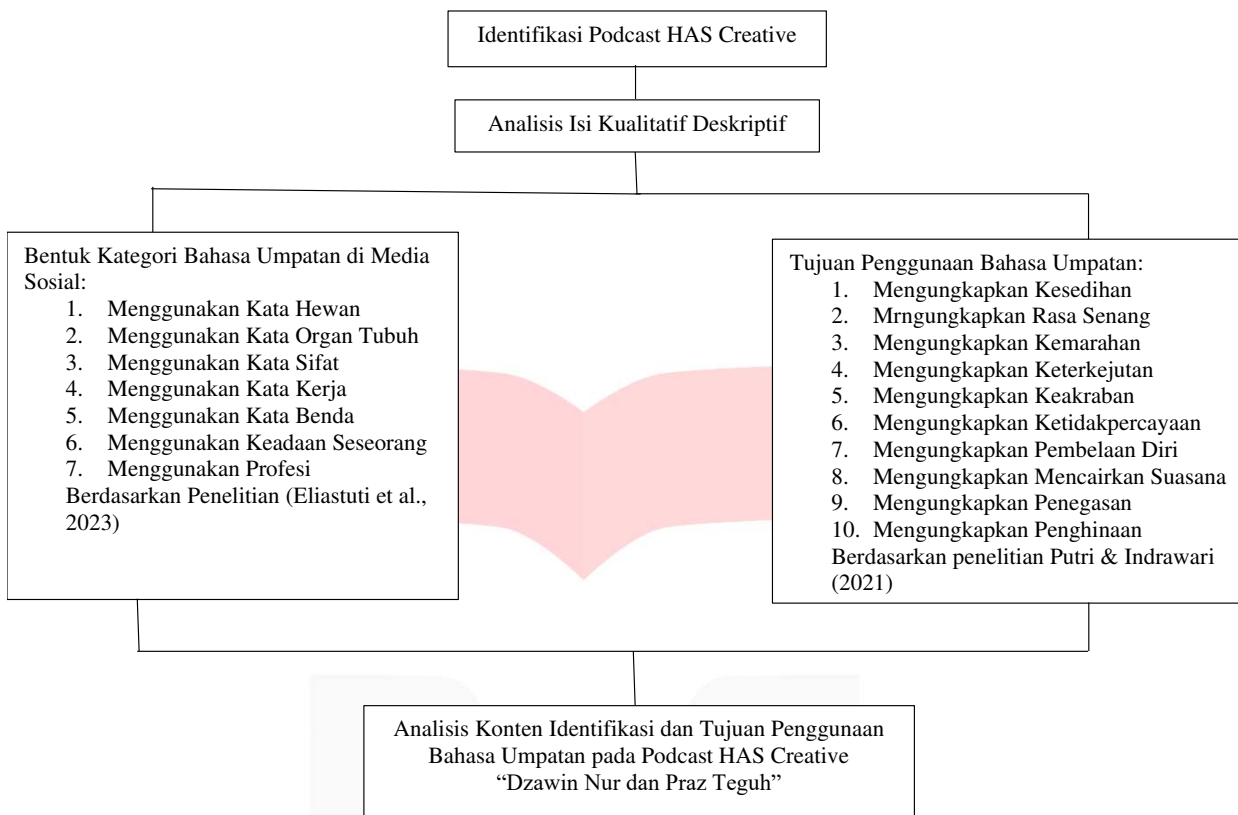 Identifikasi Podcast HAS Creative
Analisis Isi Kualitatif Deskriptif
Bentuk Kategori Bahasa Umpatan di Media
Sosial:
1. Menggunakan Kata Hewan
2. Menggunakan Kata Organ Tubuh
3. Menggunakan Kata Sifat
4. Menggunakan Kata Kerja
5. Menggunakan Kata Benda
6. Menggunakan Keadaan Seseorang
7. Menggunakan Profesi
Berdasarkan Penelitian (Eliastuti et al.,
2023)
Tujuan Penggunaan Bahasa Umpatan:
1. Mengungkapkan Kesedihan
2. Mrngungkapkan Rasa Senang
3. Mengungkapkan Kemarahan
4. Mengungkapkan Keterkejutan
5. Mengungkapkan Keakraban
6. Mengungkapkan Ketidakpercayaan
7. Mengungkapkan Pembelaan Diri
8. Mengungkapkan Mencairkan Suasana
9. Mengungkapkan Penegasan
10. Mengungkapkan Penghinaan
Berdasarkan penelitian Putri & Indrawari
(2021)
Analisis Konten Identifikasi dan Tujuan Penggunaan
Bahasa Umpatan pada Podcast HAS Creative
“Dzawin Nur dan Praz Teguh”